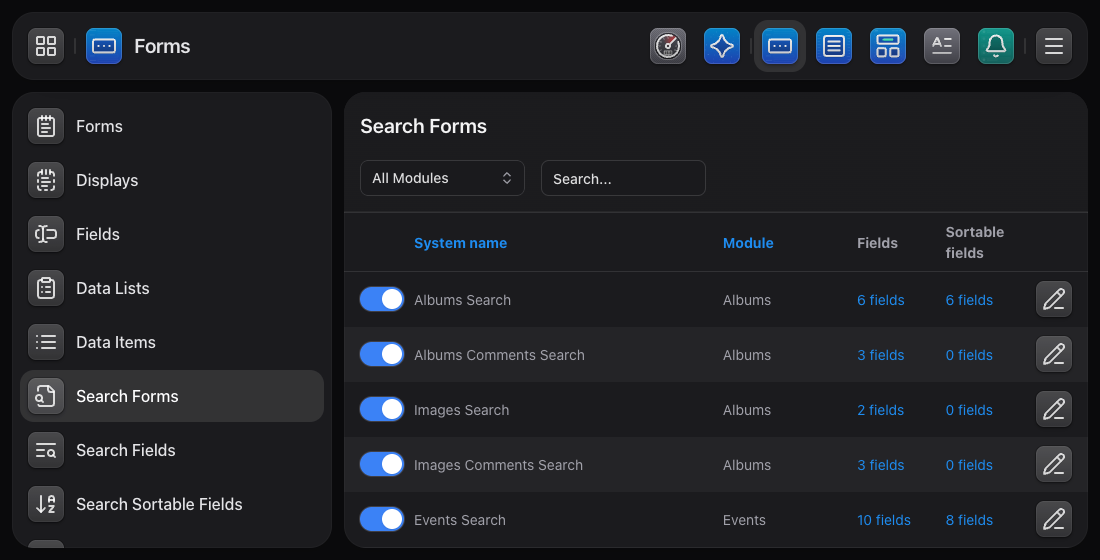 Forms
Forms
Displays
Fields
Data Lists
Data Items
Search Forms
Search Fields
Search Sortable Fields
Search Forms
All Modules
Search...
System name Module Fields Sortable fields
Albums Search Albums 6 fields 6 fields
Albums Comments Search Albums 3 fields 0 fields
Images Search Albums 2 fields 0 fields
Images Comments Search Albums 3 fields 0 fields
Events Search Events 10 fields 8 fields